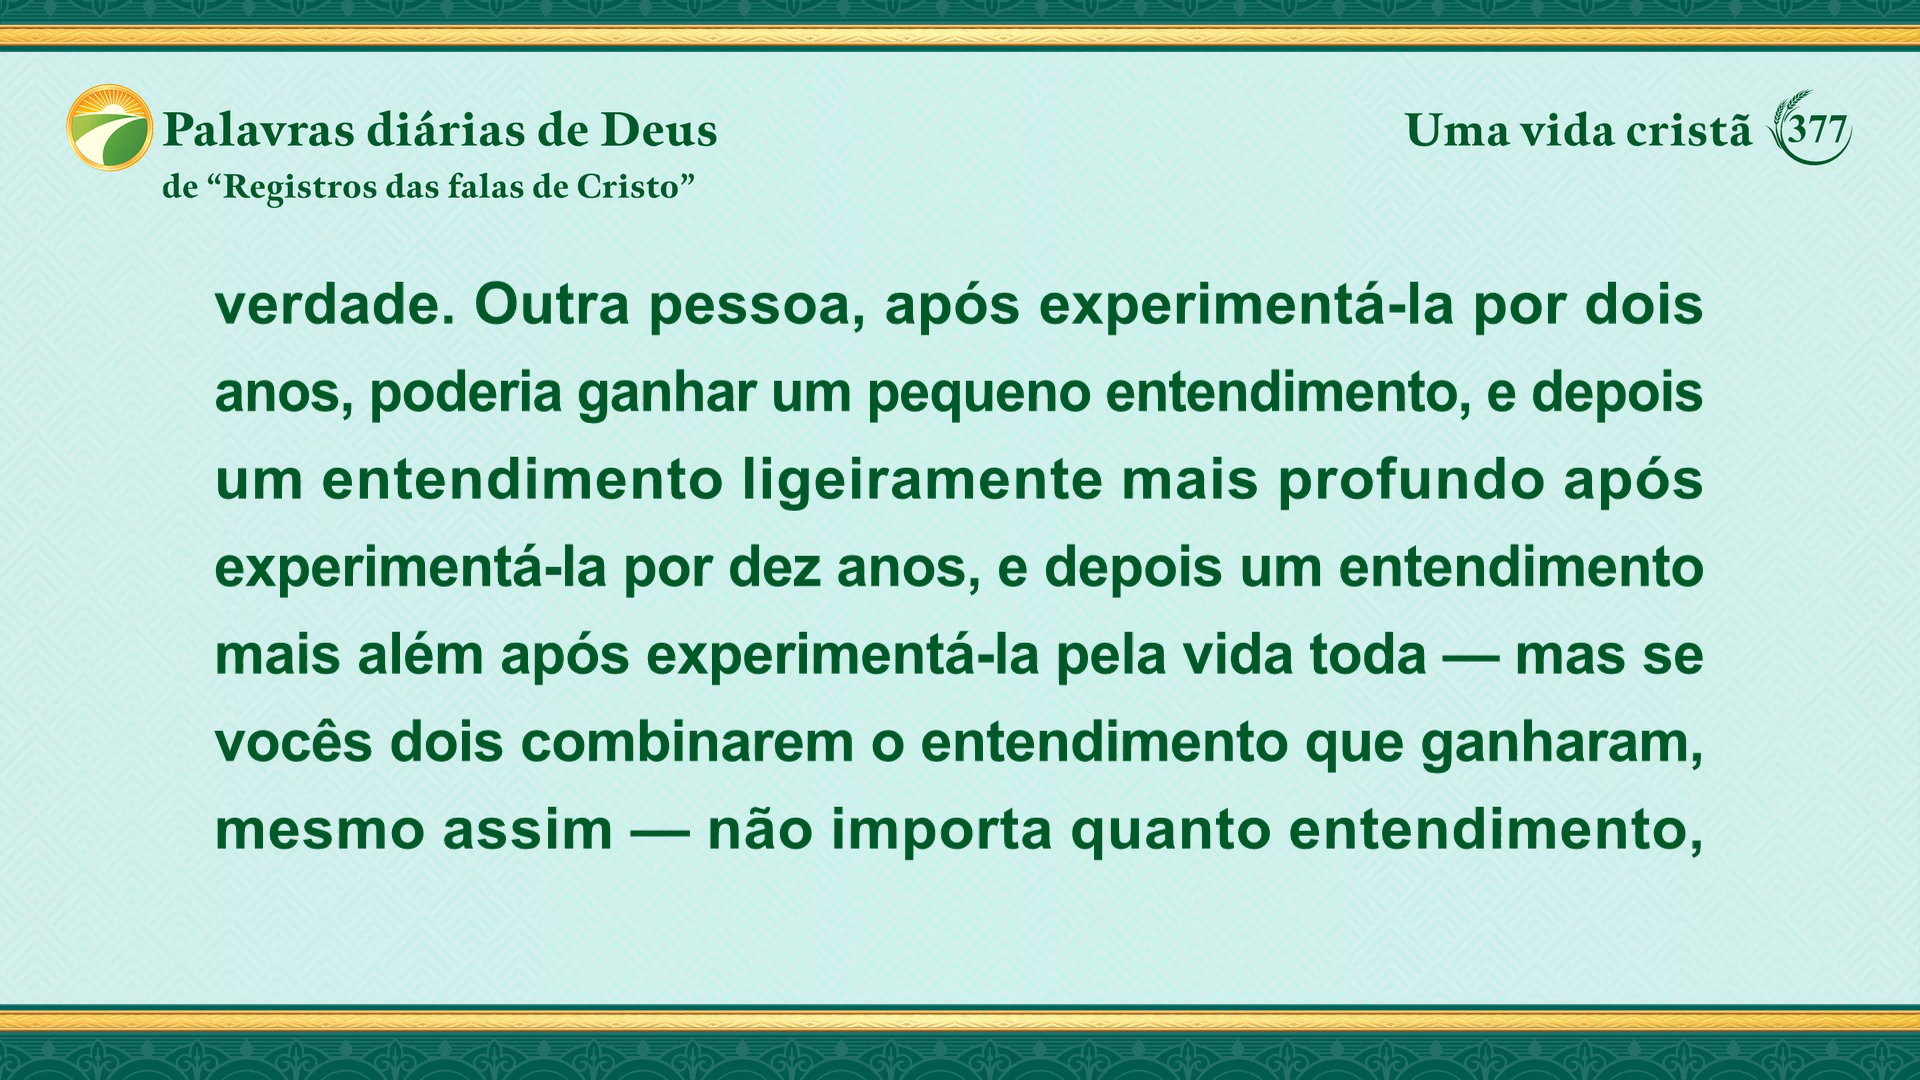 Palavras diárias de Deus
de “Registros das falas de Cristo”
Uma vida cristã 377
verdade. Outra pessoa, após experimentá-la por dois
anos, poderia ganhar um pequeno entendimento, e depois
um entendimento ligeiramente mais profundo após
experimentá-la por dez anos, e depois um entendimento
mais além após experimentá-la pela vida toda — mas se
vocês dois combinarem o entendimento que ganharam,
mesmo assim — não importa quanto entendimento,